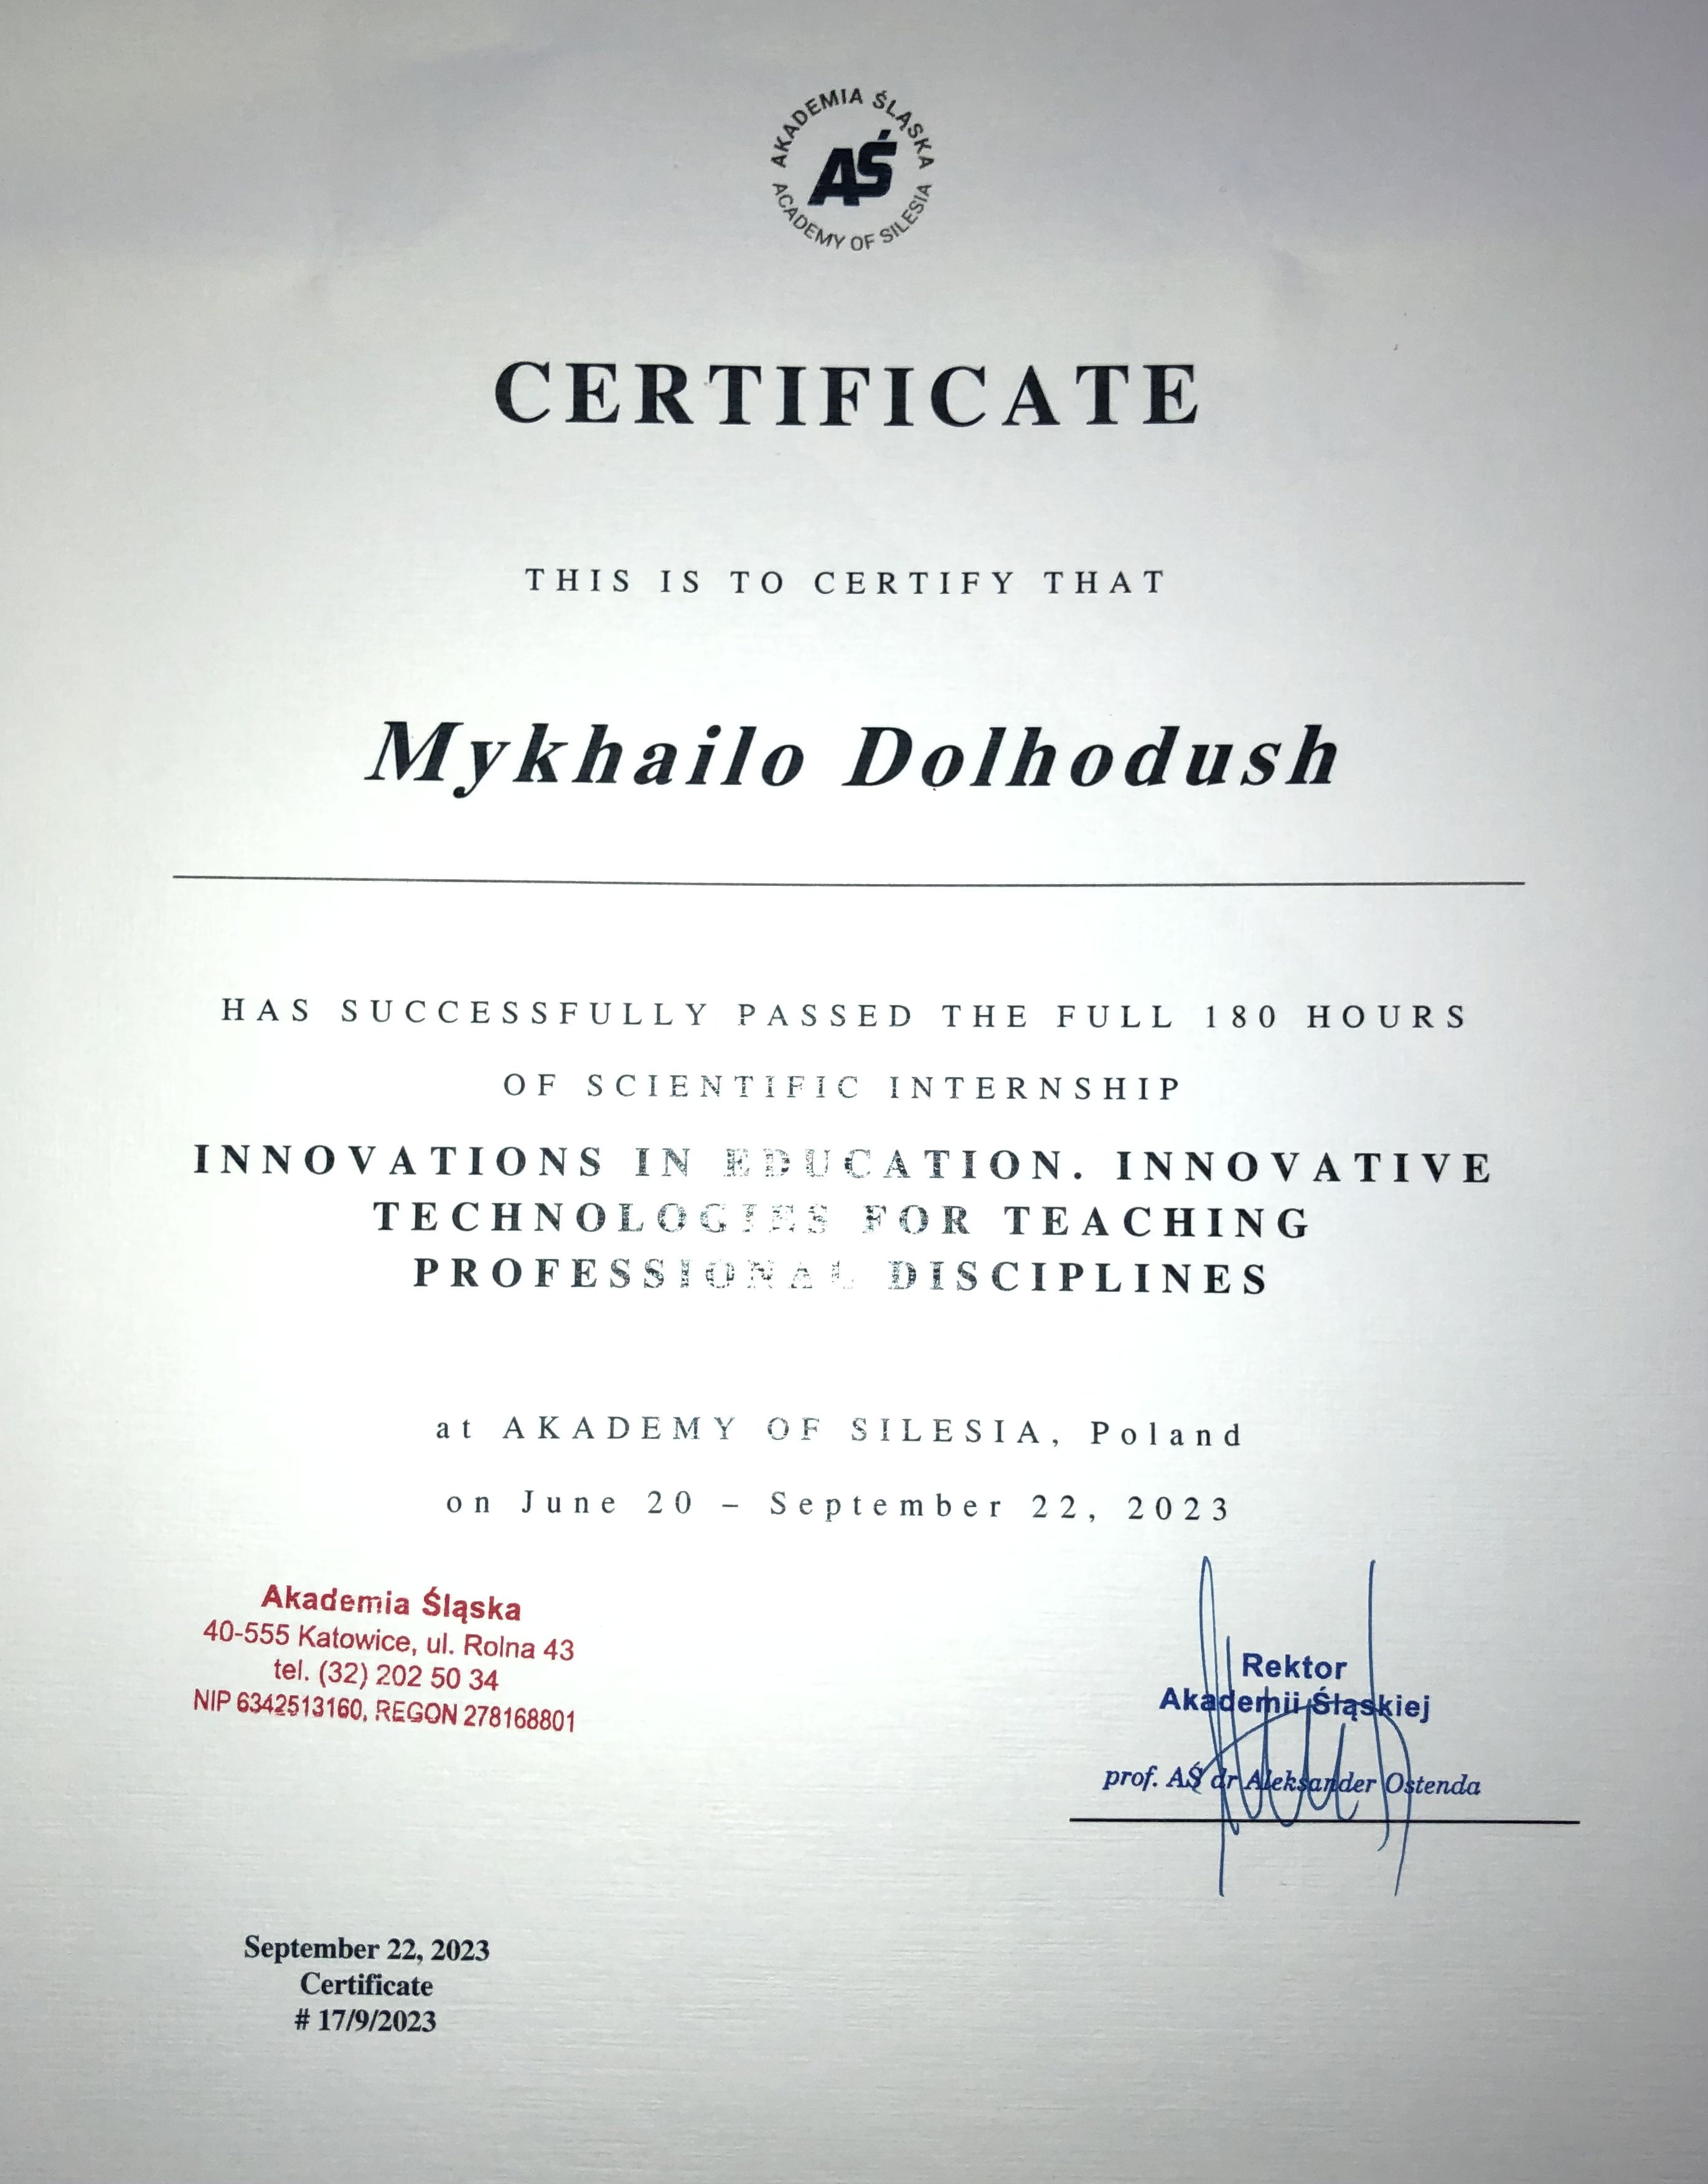 AKADEMIA ŚLĄSKA
AŚ
ACADEMY OF SILESIA
CERTIFICATE
THIS IS TO CERTIFY THAT
Mykhailo Dolhodush
HAS SUCCESSFULLY PASSED THE FULL 180 HOURS
OF SCIENTIFIC INTERNSHIP
INNOVATIONS IN EDUCATION. INNOVATIVE
TECHNOLOGIES FOR TEACHING
PROFESSIONAL DISCIPLINES
at AKADEMY OF SILESIA, Poland
on June 20 – September 22, 2023
Akademia Śląska
40-555 Katowice, ul. Rolna 43
tel. (32) 202 50 34
NIP 6342513160, REGON 278168801
Rektor
Akademii Śląskiej
prof. AŚ dr Aleksander Ostenda
September 22, 2023
Certificate
# 17/9/2023